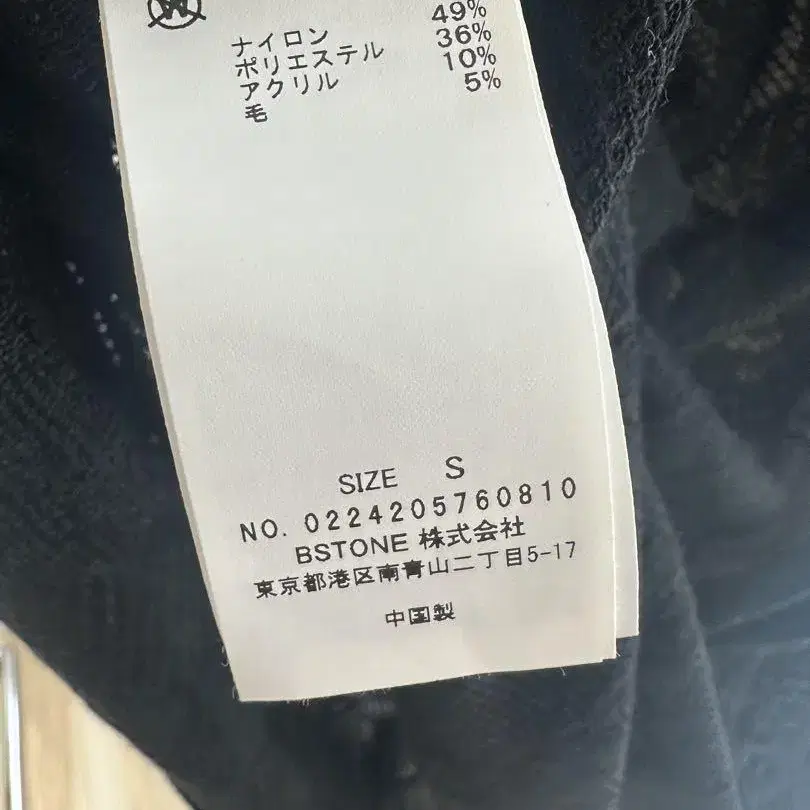 49%
ナイロン 36%
ポリエステル 10%
アクリル 5%
毛
SIZE S
NO. 0224205760810
BSTONE 株式会社
東京都港区南青山二丁目5-17
中国製